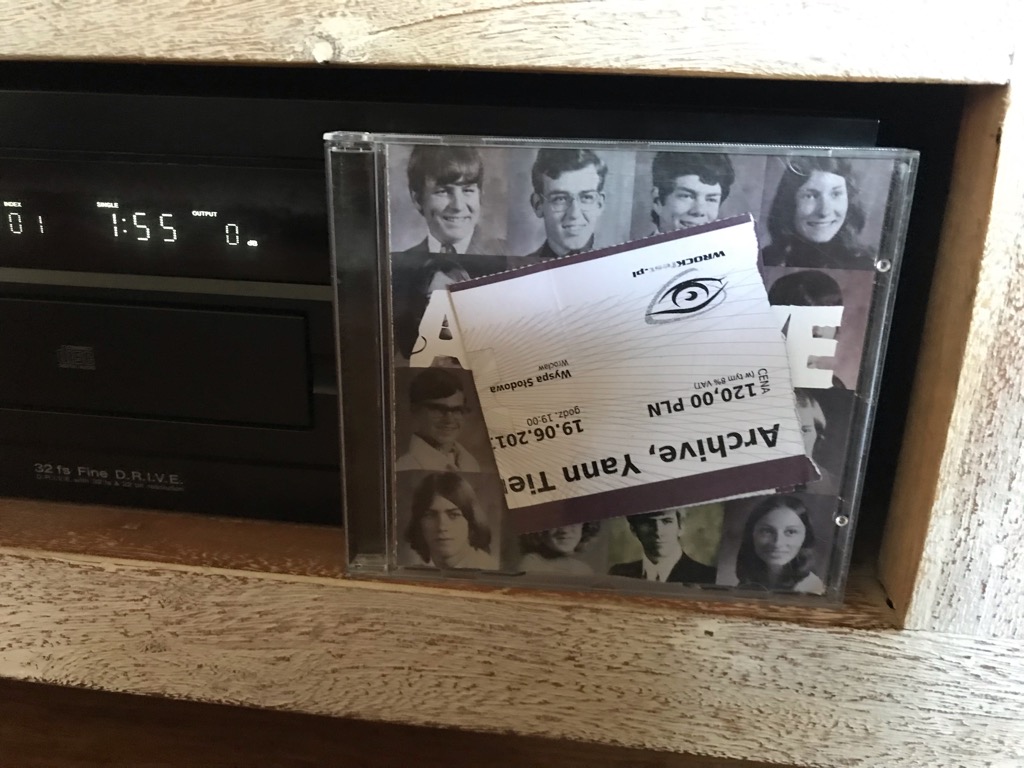 INDEX
01
SINGLE
1:55
OUTPUT
0 dB
32 fs Fine D.R.I.V.E.
A
VE
WROCKfest.pl
CENA
(w tym 8% VAT)
120,00 PLN
Wyspa Słodowa
Wrocław
19.06.201
godz. 19:00
Archive, Yann Tie